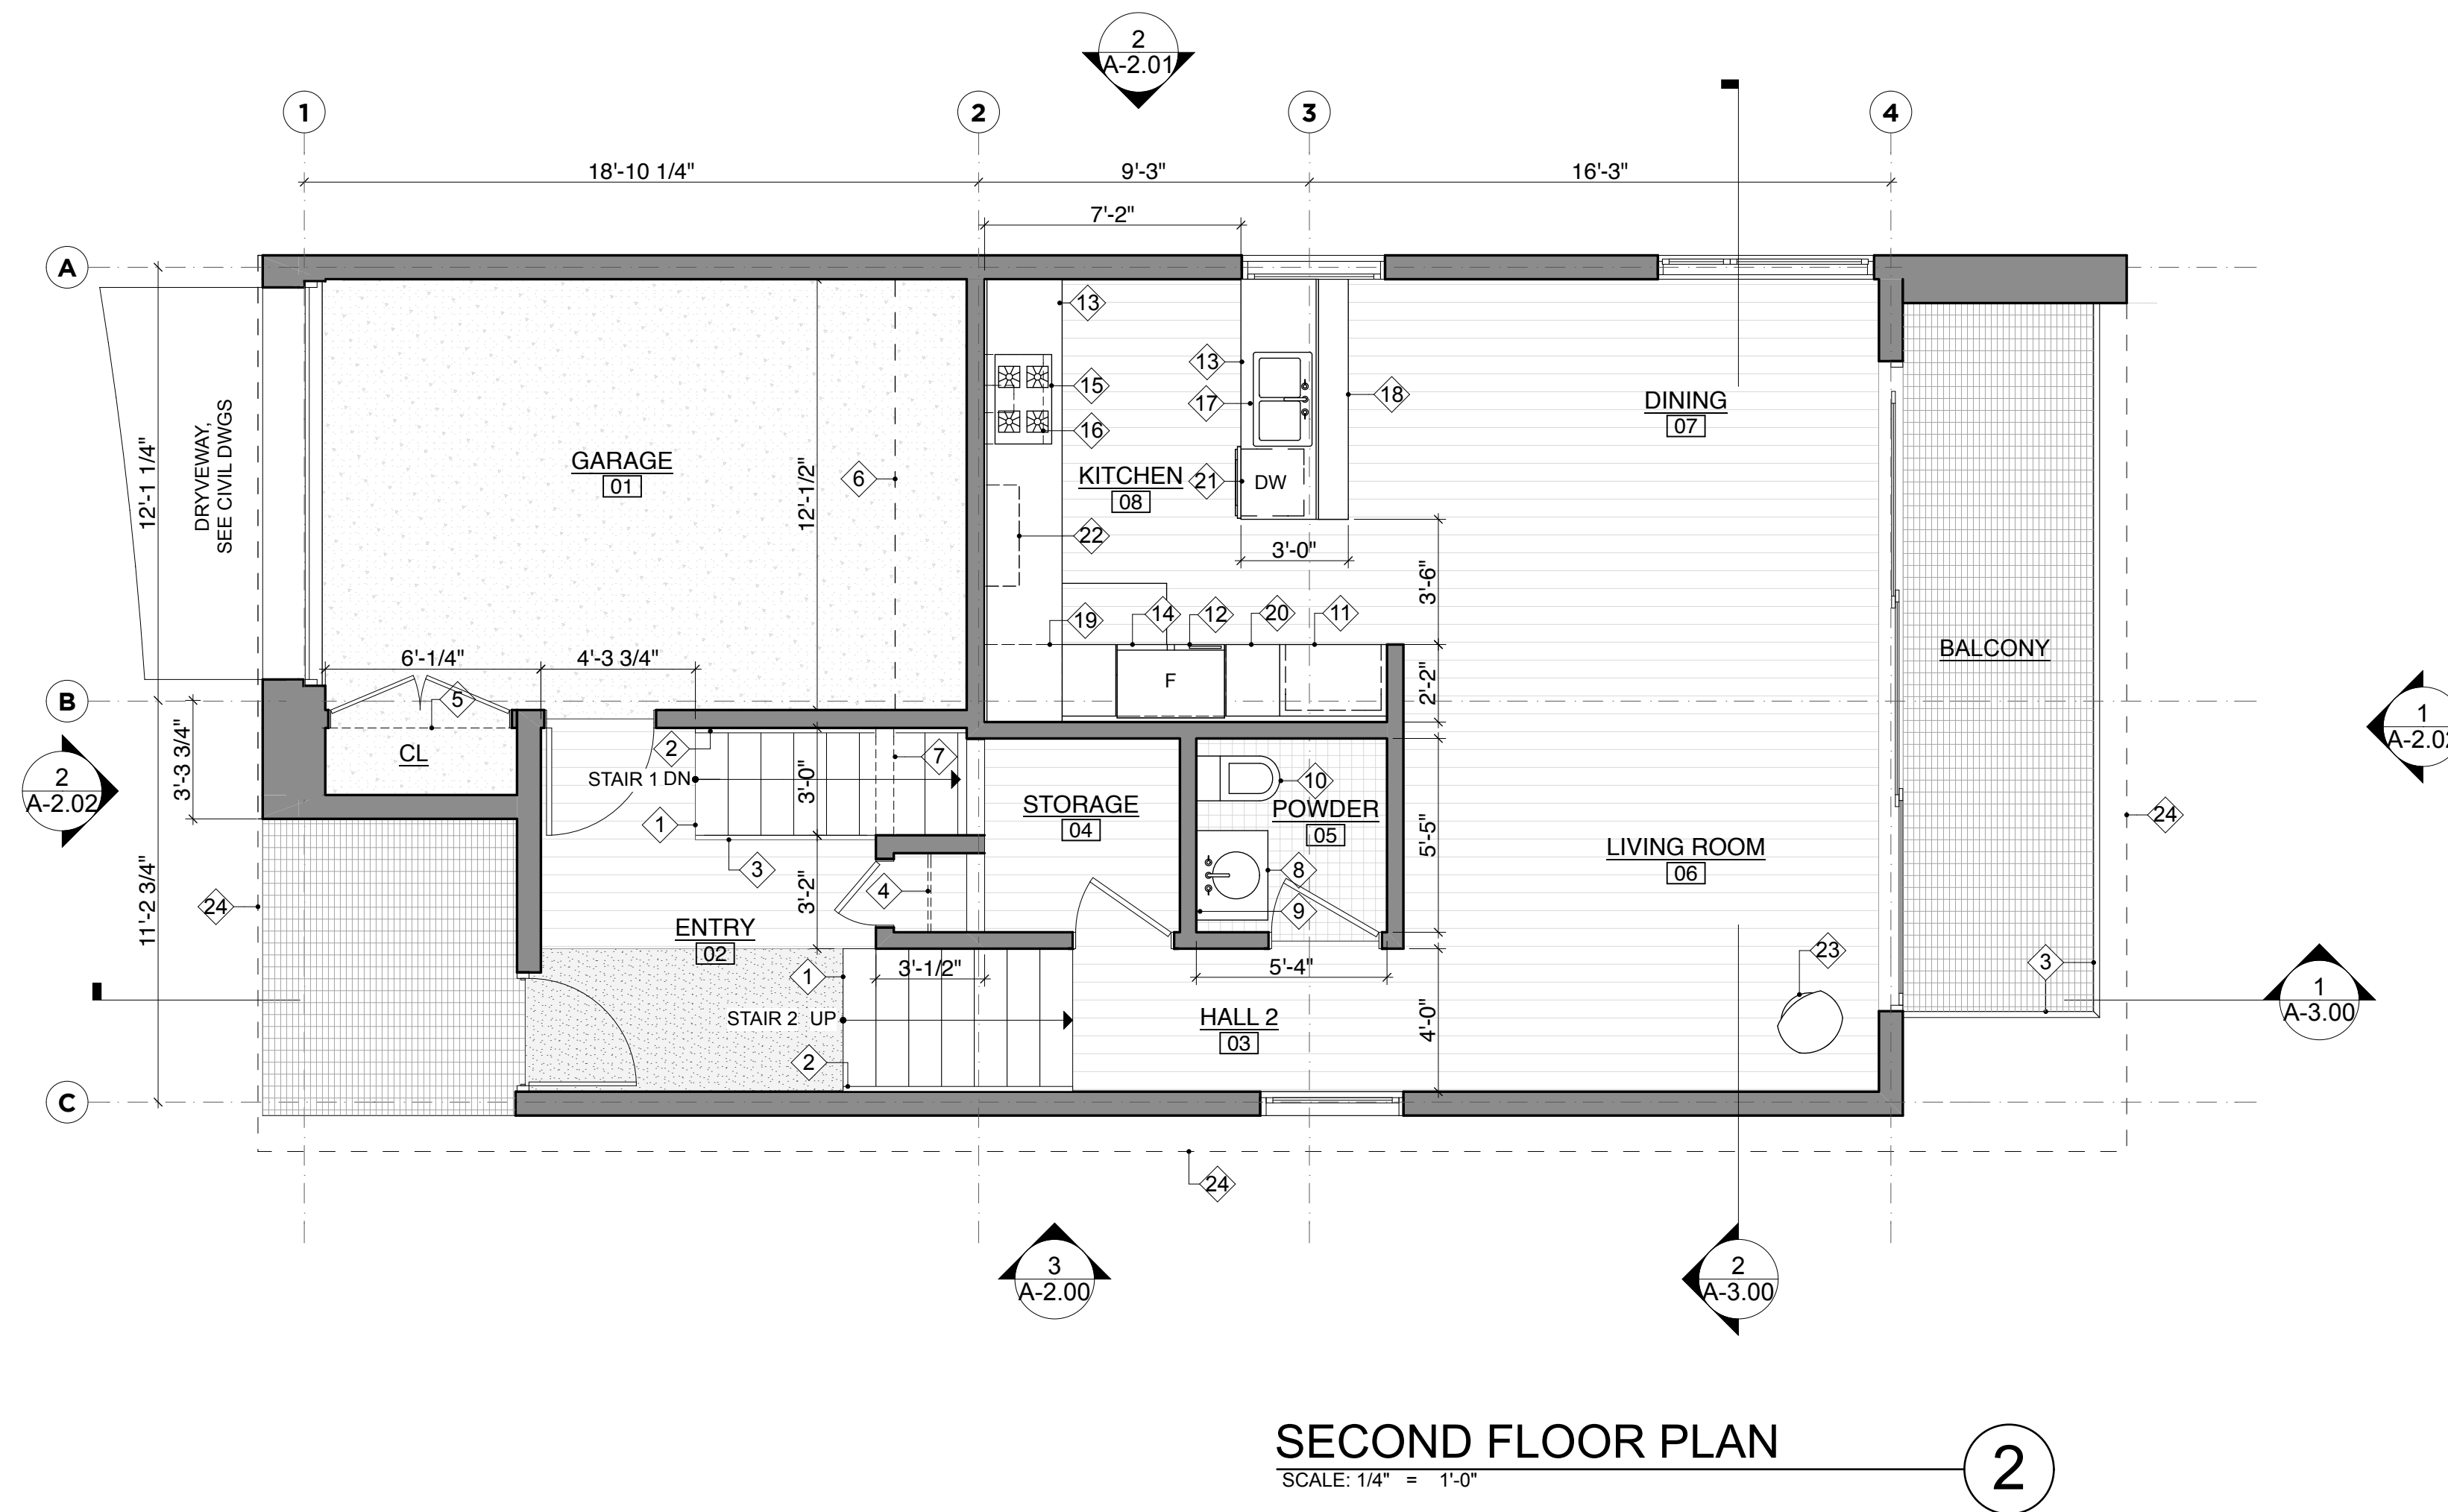 2
A-2.01
1
2
3
4
18'-10 1/4"
9'-3"
16'-3"
7'-2"
A
13
13
15
17
18
16
DINING
07
DRYVEWAY,
SEE CIVIL DWGS
12'-1 1/4"
GARAGE
01
12'-1/2"
6
KITCHEN
08
21
DW
22
3'-0"
3'-6"
19
14
12
20
11
BALCONY
6'-1/4"
4'-3 3/4"
F
2'-2"
B
5
CL
2
7
3'-3 3/4"
2
A-2.02
STAIR 1 DN
3'-0"
1
3
STORAGE
04
10
POWDER
05
5'-5"
1
24
LIVING ROOM
06
8
4
9
3'-2"
24
11'-2 3/4"
ENTRY
02
1
3'-1/2"
5'-4"
23
3
1
A-3.00
STAIR 2 UP
HALL 2
03
4'-0"
2
C
24
3
A-2.00
2
A-3.00
SECOND FLOOR PLAN
SCALE: 1/4" = 1'-0"
2